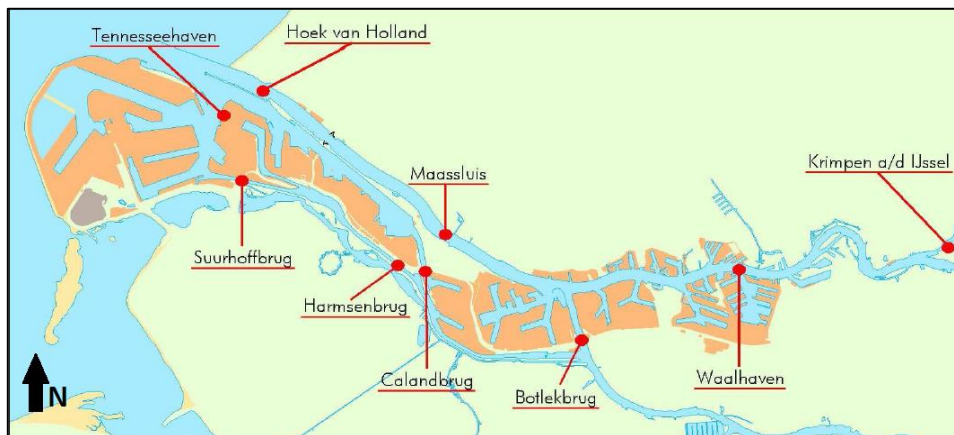 Tennesseehaven
Hoek van Holland
Maassluis
Krimpen a/d IJssel
Suurhoffbrug
Harmsenbrug
Calandbrug
Botlekbrug
Waalhaven
N